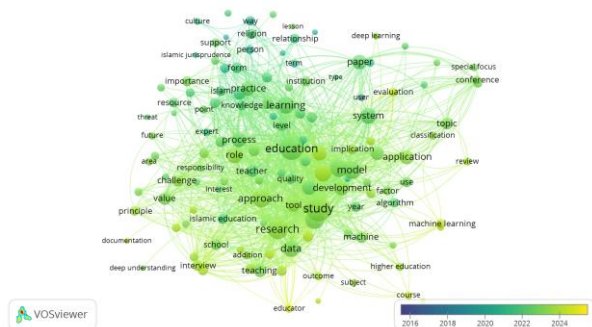 culture
way
lesson
religion
relationship
support
person
deep learning
islamic jurisprudence
term
form
paper
special focus
conference
importance
islam
practice
institution
type
evaluation
resource
point
knowledge
learning
user
system
threat
expert
level
topic
future
process
education
implication
classification
area
role
application
review
responsibility
teacher
model
challenge
interest
quality
development
use
factor
value
approach
tool
study
year
algorithm
principle
islamic education
research
machine
machine learning
documentation
school
data
addition
deep understanding
interview
teaching
outcome
higher education
subject
course
educator
VOSviewer
2016 2018 2020 2022 2024